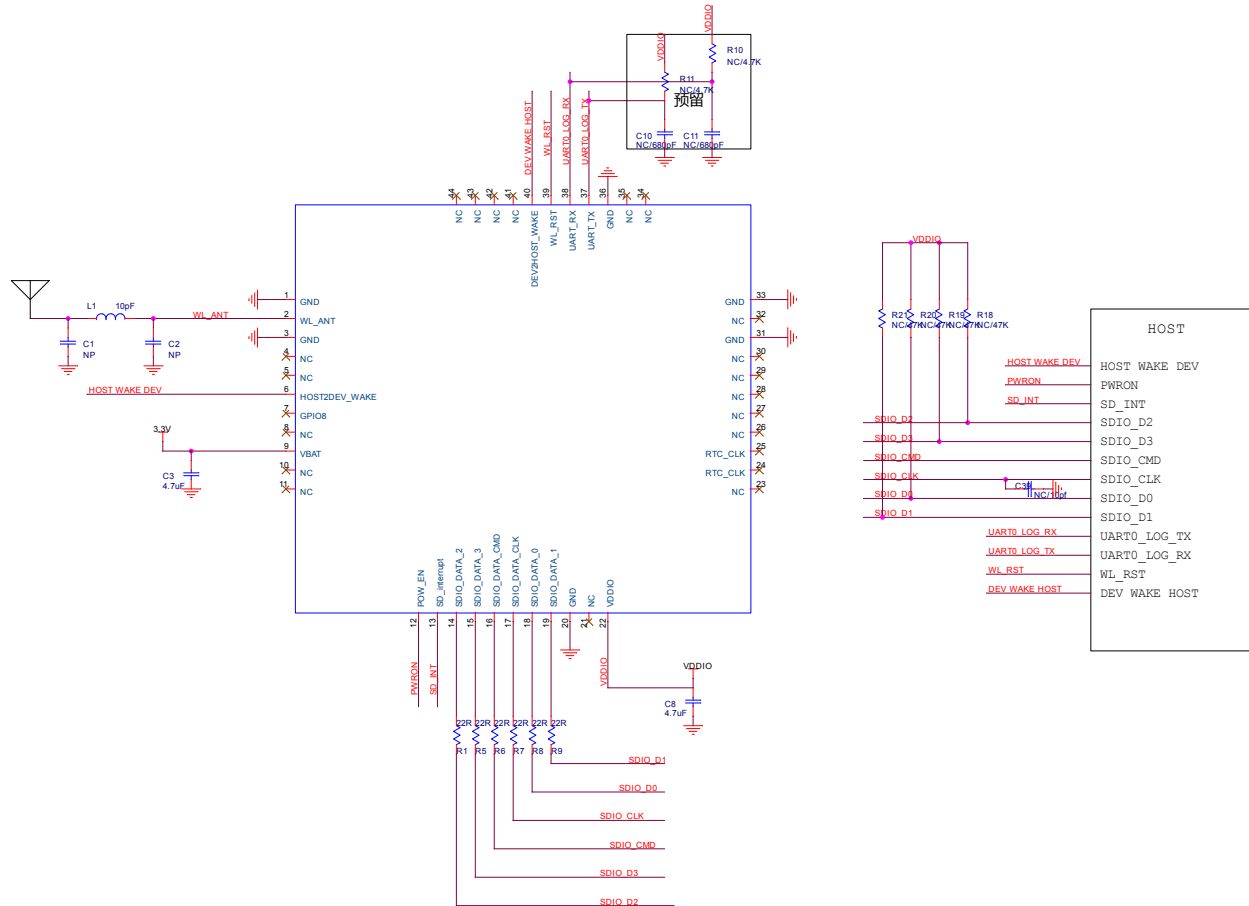 VDDIO
R10
NC/4.7K
VDDIO
R11
NC/4.7K
预留
C10
NC/680pF
C11
NC/680pF
DEV WAKE HOST
WL_RST
UART0_LOG_RX
UART0_LOG_TX
44
43
42
41
40
39
38
37
36
35
34
NC
NC
NC
NC
DEV2HOST_WAKE
WL_RST
UART_RX
UART_TX
GND
NC
NC
L1
10pF
WL_ANT
C1
NP
C2
NP
HOST WAKE DEV
3.3V
C3
4.7uF
1 GND
2 WL_ANT
3 GND
4 NC
5 NC
6 HOST2DEV_WAKE
7 GPIO8
8 NC
9 VBAT
10 NC
11 NC
GND 33
NC 32
GND 31
NC 30
NC 29
NC 28
NC 27
NC 26
RTC_CLK 25
RTC_CLK 24
NC 23
POW_EN
SD_interrupt
SDIO_DATA_2
SDIO_DATA_3
SDIO_DATA_CMD
SDIO_DATA_CLK
SDIO_DATA_0
SDIO_DATA_1
GND
NC
VDDIO
12
13
14
15
16
17
18
19
20
21
22
PWRON
SD_INT
VDDIO
VDDIO
C8
4.7uF
22R 22R 22R 22R 22R 22R
R1 R5 R6 R7 R8 R9
SDIO_D1
SDIO_D0
SDIO_CLK
SDIO_CMD
SDIO_D3
SDIO_D2
VDDIO
R21 R20 R19 R18
NC/47K NC/47K NC/47K NC/47K
HOST
HOST WAKE DEV HOST WAKE DEV
PWRON PWRON
SD_INT SD_INT
SDIO_D2 SDIO_D2
SDIO_D3 SDIO_D3
SDIO_CMD SDIO_CMD
SDIO_CLK SDIO_CLK
C39
NC/10pf
SDIO_D0 SDIO_D0
SDIO_D1 SDIO_D1
UART0_LOG_RX UART0_LOG_TX
UART0_LOG_TX UART0_LOG_RX
WL_RST WL_RST
DEV WAKE HOST DEV WAKE HOST